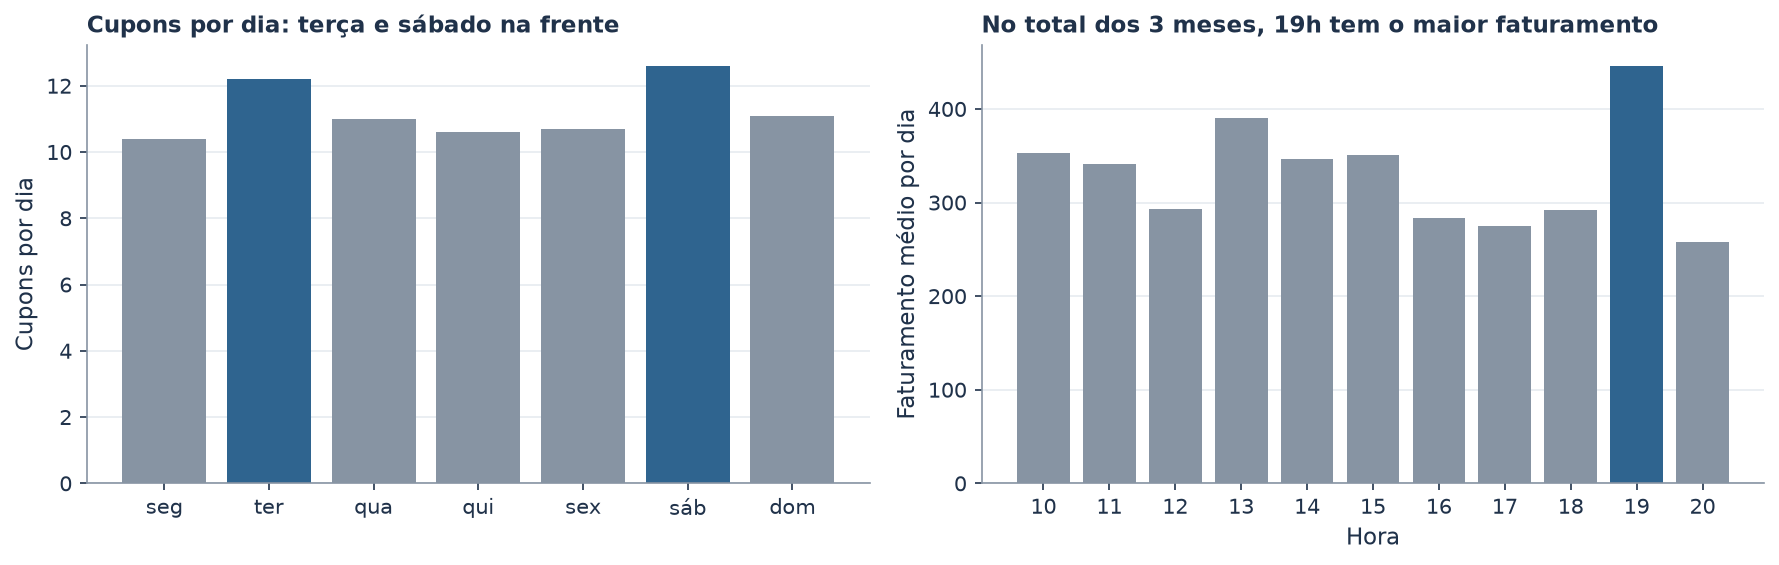 Cupons por dia: terça e sábado na frente
Cupons por dia
12
10
8
6
4
2
0
seg ter qua qui sex sáb dom
No total dos 3 meses, 19h tem o maior faturamento
Faturamento médio por dia
400
300
200
100
0
10 11 12 13 14 15 16 17 18 19 20
Hora